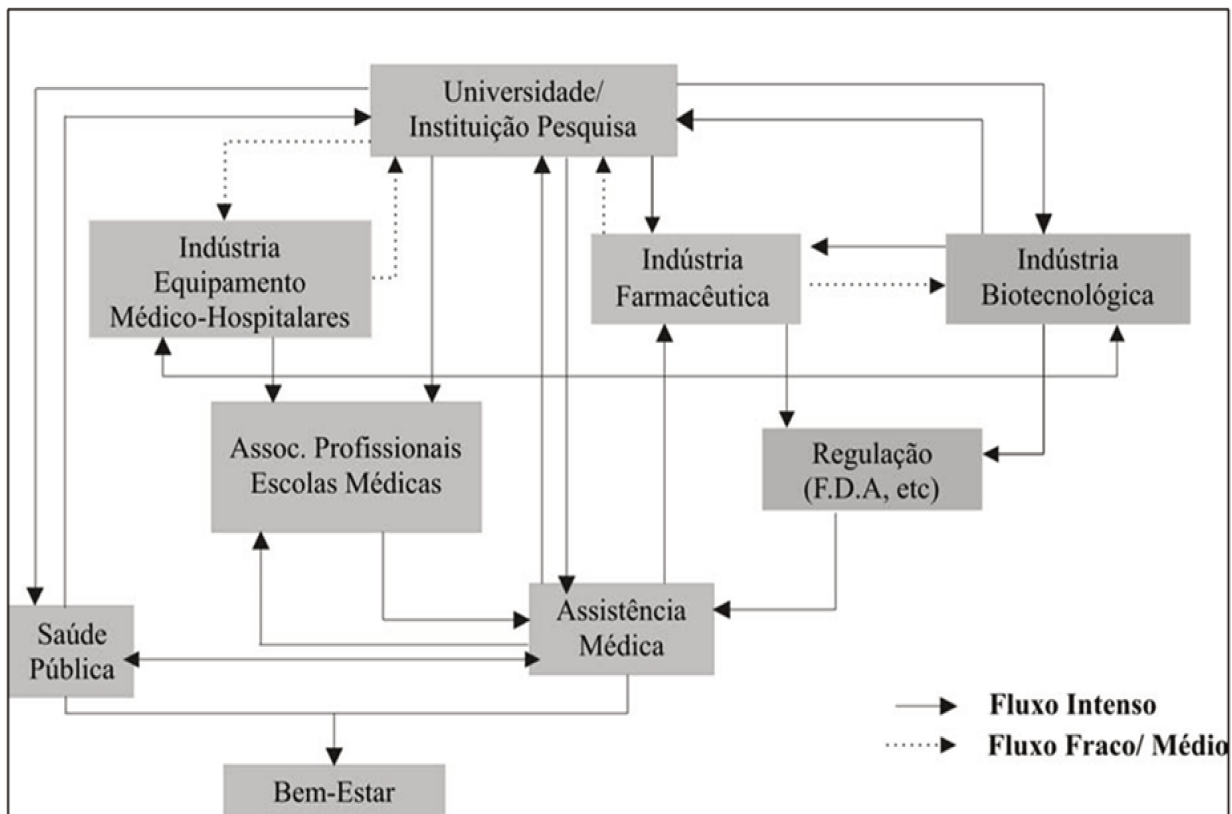 Universidade/
Instituição Pesquisa
Indústria
Equipamento
Médico-Hospitalares
Indústria
Farmacêutica
Indústria
Biotecnológica
Assoc. Profissionais
Escolas Médicas
Regulação
(F.D.A, etc)
Saúde
Pública
Assistência
Médica
Fluxo Intenso
Fluxo Fraco/ Médio
Bem-Estar